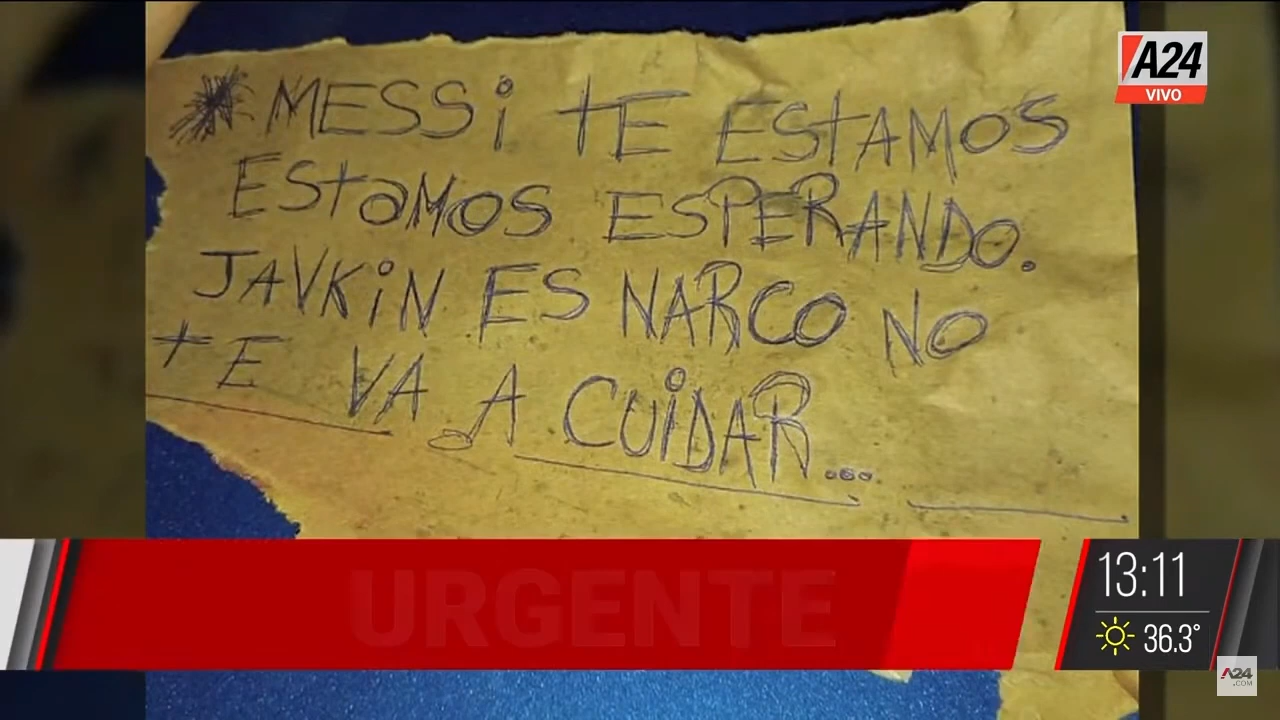 A24
VIVO
*MESSi tE EStAMOS
EStaMOS ESPERANDO.
JAVKiN ES NARCO NO
tE VA A CUiDAR....
URGENTE
13:11
36.3°
A24
.COM